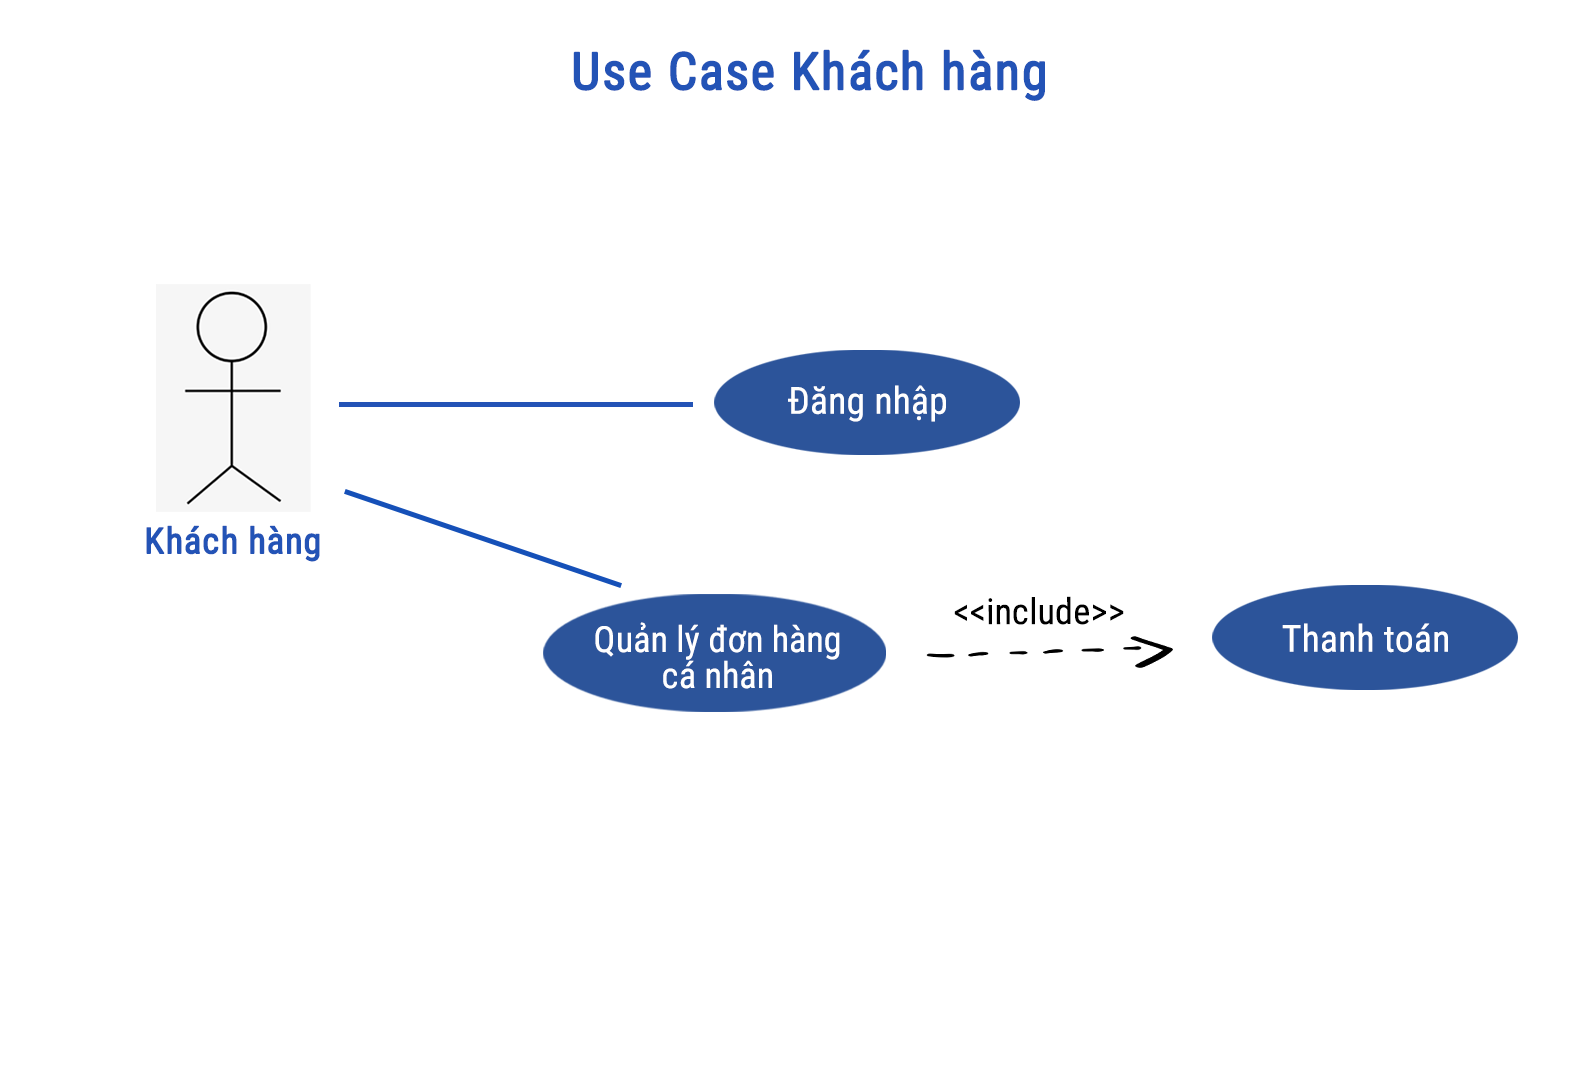 Use Case Khách hàng
Đăng nhập
Khách hàng
<<include>>
Quản lý đơn hàng
cá nhân
Thanh toán